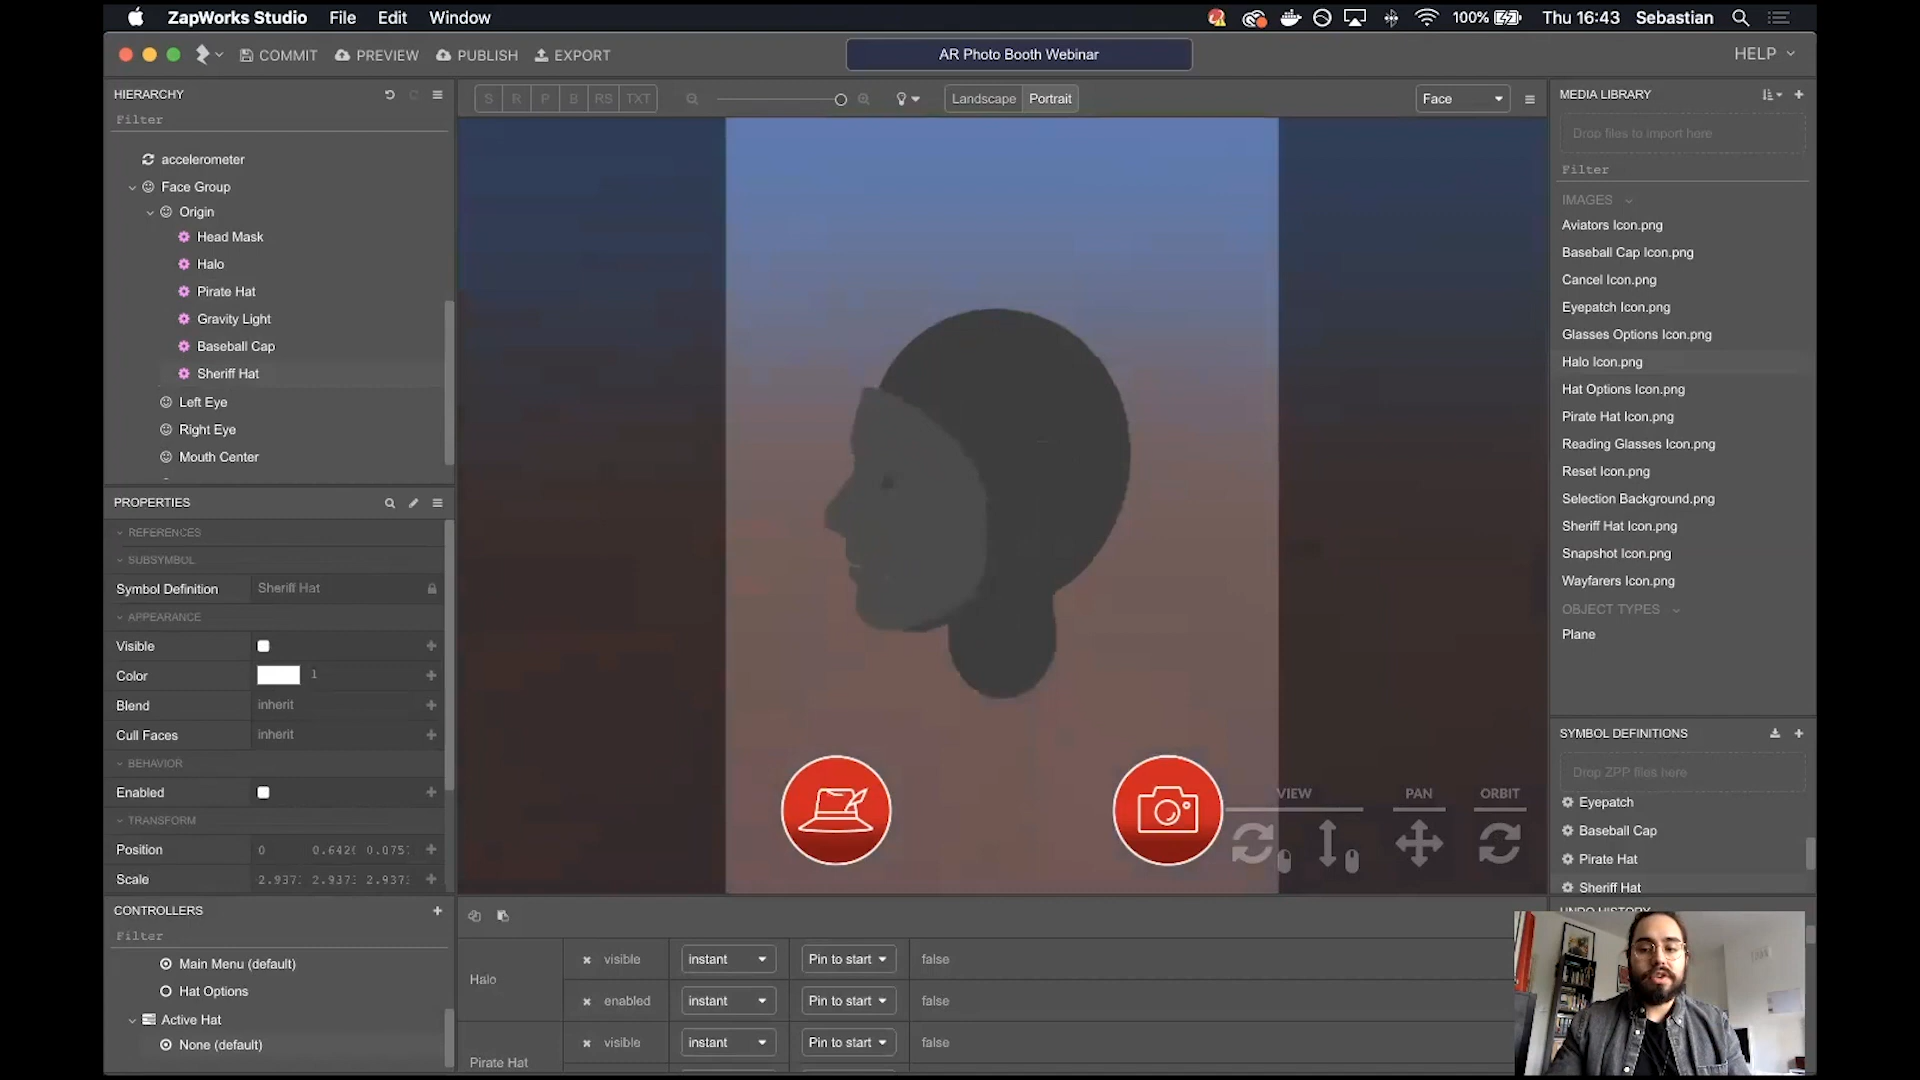 ZapWorks Studio File Edit Window 100% Thu 16:43 Sebastian
COMMIT PREVIEW PUBLISH EXPORT AR Photo Booth Webinar HELP
HIERARCHY
Filter
accelerometer
Face Group
Origin
Head Mask
Halo
Pirate Hat
Gravity Light
Baseball Cap
Sheriff Hat
Left Eye
Right Eye
Mouth Center
S R P B RS TXT Landscape Portrait Face
PROPERTIES
REFERENCES
SUBSYMBOL
Symbol Definition Sheriff Hat
APPEARANCE
Visible
Color 1
Blend inherit
Cull Faces inherit
BEHAVIOR
Enabled
TRANSFORM
Position 0
Scale
CONTROLLERS
Filter
Main Menu (default)
Hat Options
Active Hat
None (default)
VIEW PAN ORBIT
Halo
visible instant Pin to start false
enabled instant Pin to start false
Pirate Hat
visible instant Pin to start false
MEDIA LIBRARY
Drop files to import here
Filter
IMAGES
Aviators Icon.png
Baseball Cap Icon.png
Cancel Icon.png
Eyepatch Icon.png
Glasses Options Icon.png
Halo Icon.png
Hat Options Icon.png
Pirate Hat Icon.png
Reading Glasses Icon.png
Reset Icon.png
Selection Background.png
Sheriff Hat Icon.png
Snapshot Icon.png
Wayfarers Icon.png
OBJECT TYPES
Plane
SYMBOL DEFINITIONS
Drop ZPP files here
Eyepatch
Baseball Cap
Pirate Hat
Sheriff Hat
UNDO HISTORY